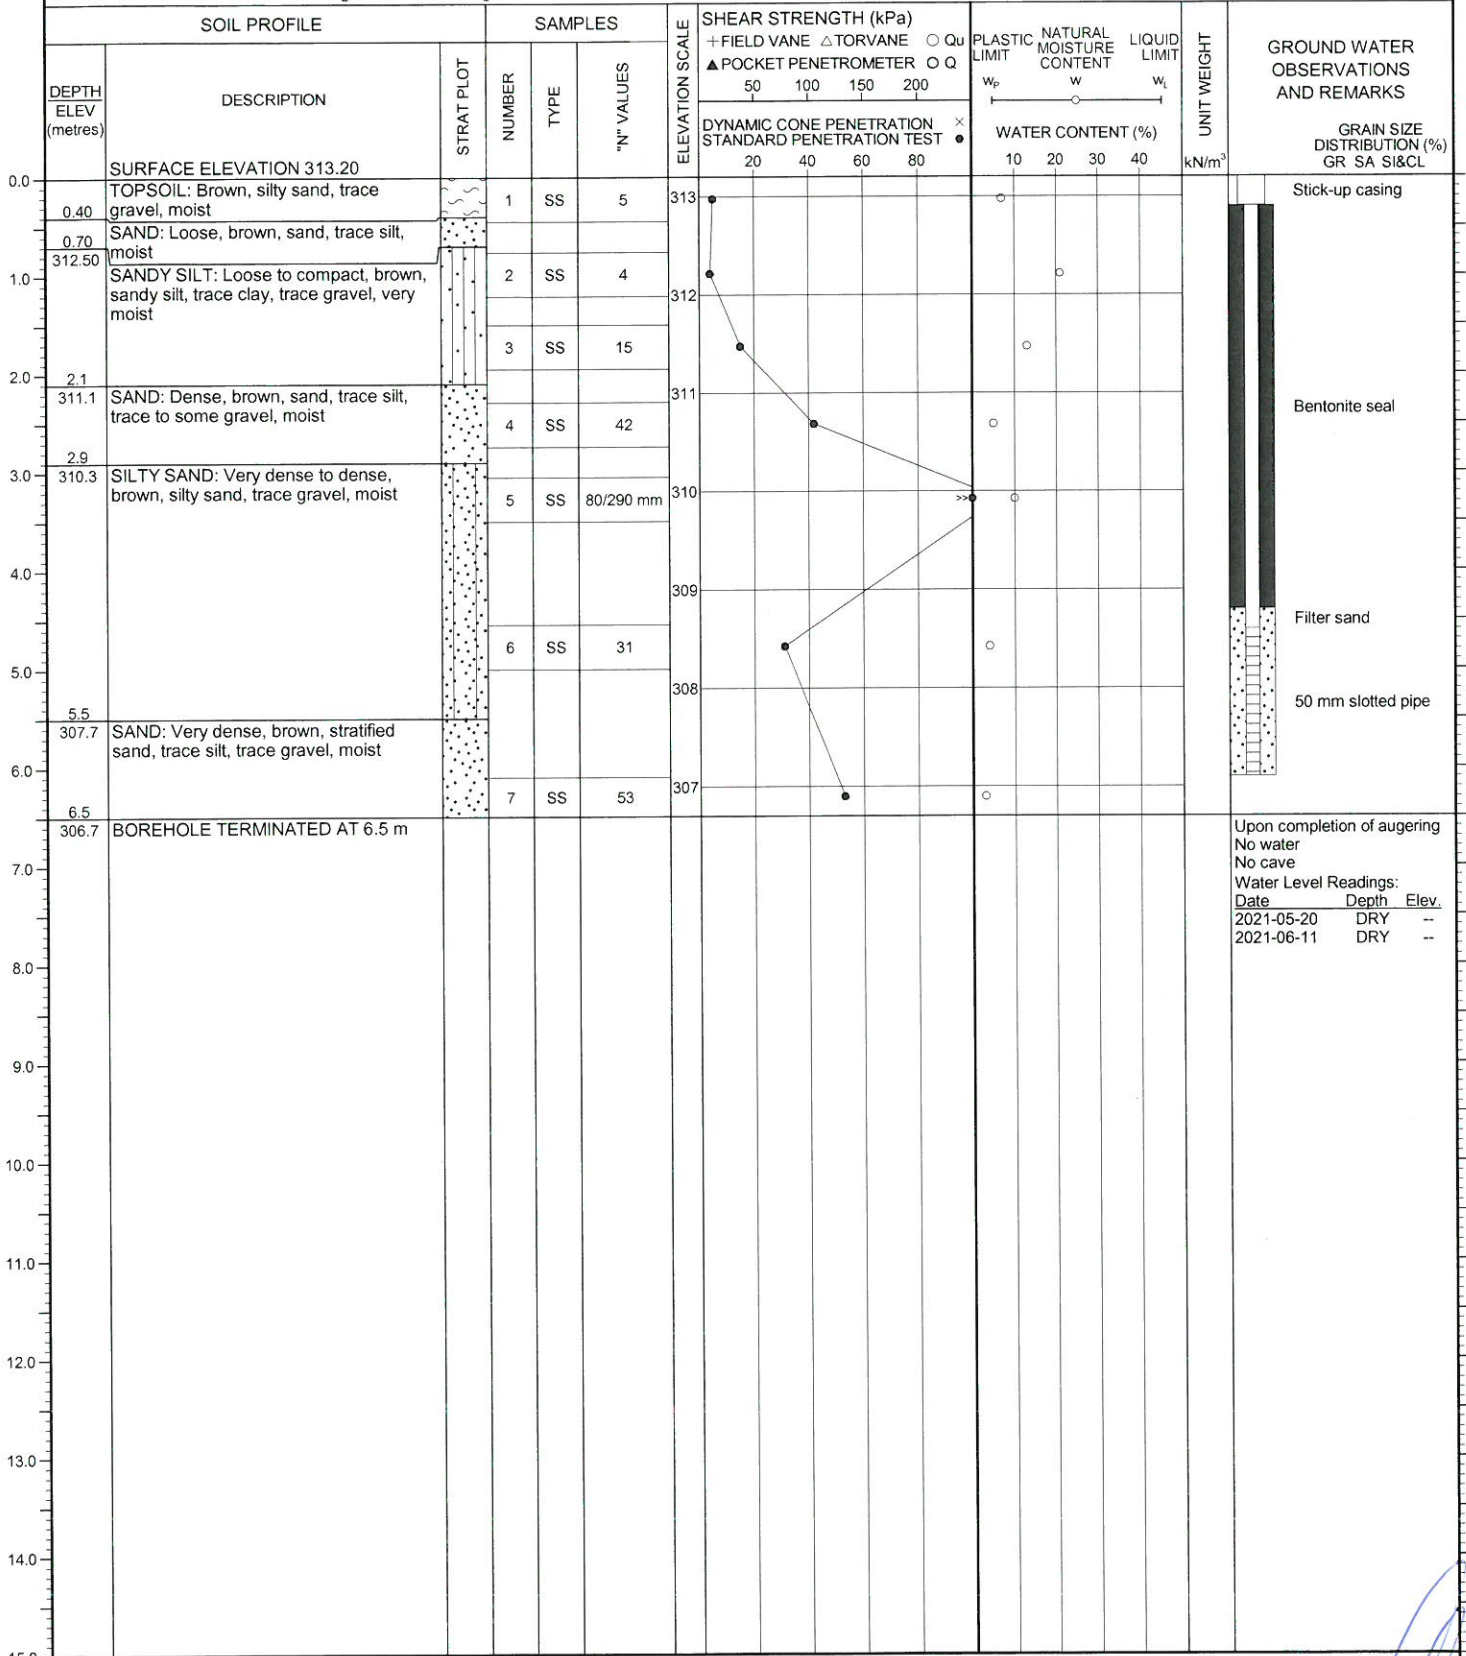 SOIL PROFILE
SAMPLES
DEPTH
ELEV
(metres)
DESCRIPTION
STRAT PLOT
NUMBER
TYPE
"N" VALUES
ELEVATION SCALE
SHEAR STRENGTH (kPa)
+ FIELD VANE △ TORVANE ○ Qu
▲ POCKET PENETROMETER ○ Q
50 100 150 200
DYNAMIC CONE PENETRATION ×
STANDARD PENETRATION TEST ●
20 40 60 80
PLASTIC LIMIT
NATURAL MOISTURE CONTENT
LIQUID LIMIT
WP W WL
WATER CONTENT (%)
10 20 30 40
UNIT WEIGHT
kN/m³
GROUND WATER
OBSERVATIONS
AND REMARKS
GRAIN SIZE
DISTRIBUTION (%)
GR SA SI&CL
SURFACE ELEVATION 313.20
0.0
TOPSOIL: Brown, silty sand, trace
gravel, moist
0.40
1 SS 5
313
Stick-up casing
SAND: Loose, brown, sand, trace silt,
moist
0.70
312.50
SANDY SILT: Loose to compact, brown,
sandy silt, trace clay, trace gravel, very
moist
1.0
2 SS 4
312
3 SS 15
2.0
2.1
311.1
SAND: Dense, brown, sand, trace silt,
trace to some gravel, moist
311
4 SS 42
Bentonite seal
2.9
3.0
310.3
SILTY SAND: Very dense to dense,
brown, silty sand, trace gravel, moist
5 SS 80/290 mm
310
>>
4.0
309
Filter sand
6 SS 31
5.0
308
50 mm slotted pipe
5.5
307.7
SAND: Very dense, brown, stratified
sand, trace silt, trace gravel, moist
6.0
307
7 SS 53
6.5
306.7
BOREHOLE TERMINATED AT 6.5 m
Upon completion of augering
No water
No cave
Water Level Readings:
Date Depth Elev.
2021-05-20 DRY --
2021-06-11 DRY --
7.0
8.0
9.0
10.0
11.0
12.0
13.0
14.0